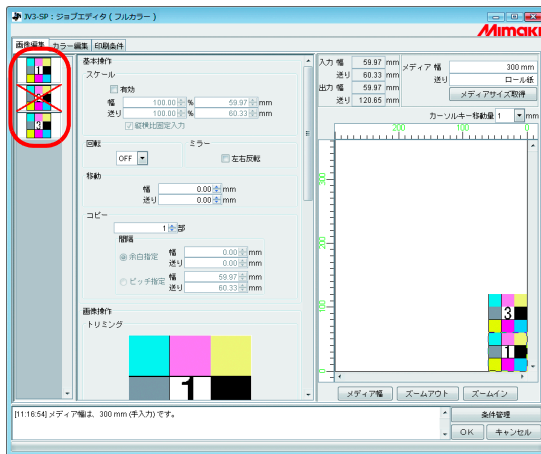 JV3-SP：ジョブエディタ ( フルカラー )
Mimaki
画像編集 カラー編集 印刷条件
1
3
基本操作
スケール
有効
幅 100.00 % 59.97 mm
送り 100.00 % 60.33 mm
縦横比固定入力
回転
OFF
ミラー
左右反転
移動
幅 0.00 mm
送り 0.00 mm
コピー
1 部
間隔
余白指定 幅 0.00 mm
送り 0.00 mm
ピッチ指定 幅 59.97 mm
送り 60.33 mm
画像操作
トリミング
1
入力 幅 59.97 mm
送り 60.33 mm
出力 幅 59.97 mm
送り 120.65 mm
メディア 幅 300 mm
送り ロール紙
メディアサイズ取得
カーソルキー移動量 1 mm
200 100 0
3
1
メディア幅 ズームアウト ズームイン
[11:16:54] メディア幅は、300 mm (手入力) です。
条件管理
OK キャンセル